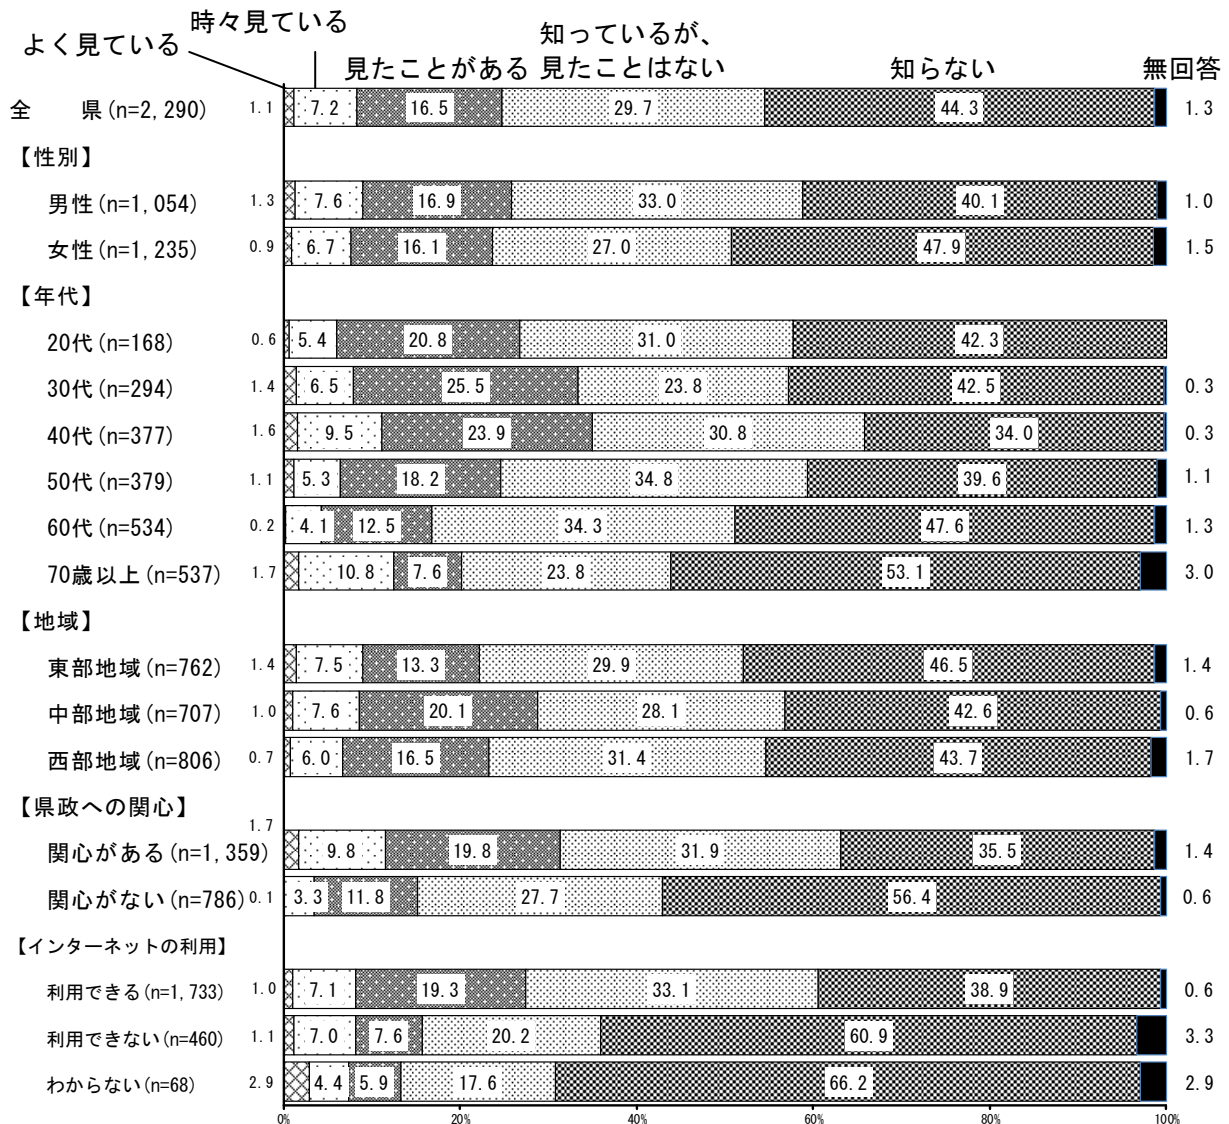 時々見ている
よく見ている
知っているが、
見たことがある 見たことはない 知らない 無回答
全 県(n=2,290) 1.1 7.2 16.5 29.7 44.3 1.3
【性別】
男性(n=1,054) 1.3 7.6 16.9 33.0 40.1 1.0
女性(n=1,235) 0.9 6.7 16.1 27.0 47.9 1.5
【年代】
20代(n=168) 0.6 5.4 20.8 31.0 42.3
30代(n=294) 1.4 6.5 25.5 23.8 42.5 0.3
40代(n=377) 1.6 9.5 23.9 30.8 34.0 0.3
50代(n=379) 1.1 5.3 18.2 34.8 39.6 1.1
60代(n=534) 0.2 4.1 12.5 34.3 47.6 1.3
70歳以上(n=537) 1.7 10.8 7.6 23.8 53.1 3.0
【地域】
東部地域(n=762) 1.4 7.5 13.3 29.9 46.5 1.4
中部地域(n=707) 1.0 7.6 20.1 28.1 42.6 0.6
西部地域(n=806) 0.7 6.0 16.5 31.4 43.7 1.7
【県政への関心】
関心がある(n=1,359) 1.7 9.8 19.8 31.9 35.5 1.4
関心がない(n=786) 0.1 3.3 11.8 27.7 56.4 0.6
【インターネットの利用】
利用できる(n=1,733) 1.0 7.1 19.3 33.1 38.9 0.6
利用できない(n=460) 1.1 7.0 7.6 20.2 60.9 3.3
わからない(n=68) 2.9 4.4 5.9 17.6 66.2 2.9
0% 20% 40% 60% 80% 100%